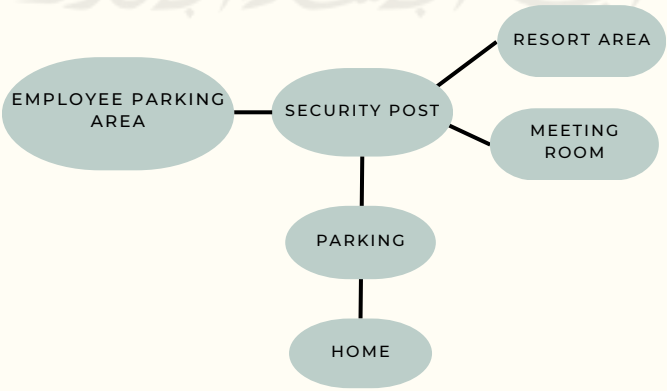 RESORT AREA
EMPLOYEE PARKING
AREA
SECURITY POST
MEETING
ROOM
PARKING
HOME